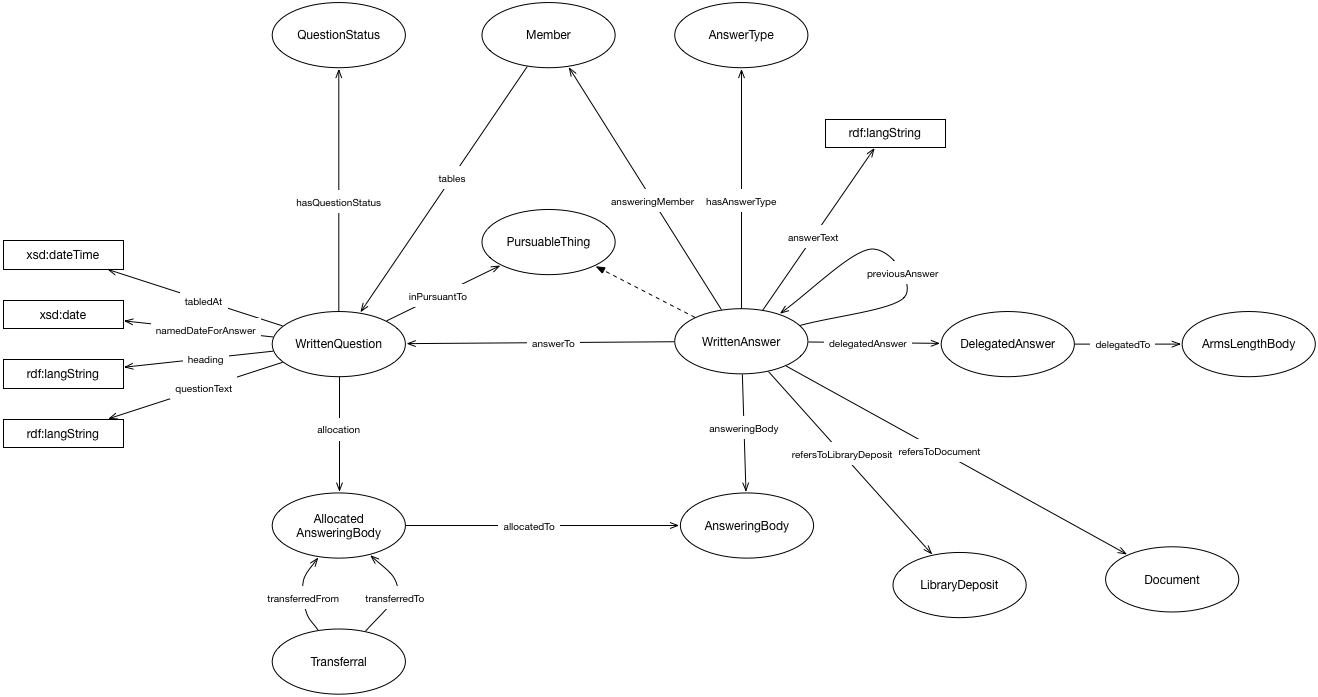 QuestionStatus
Member
AnswerType
rdf:langString
tables
hasQuestionStatus
answeringMember
hasAnswerType
answerText
PursuableThing
xsd:dateTime
previousAnswer
tabledAt
inPursuantTo
xsd:date
namedDateForAnswer
WrittenQuestion
answerTo
WrittenAnswer
delegatedAnswer
DelegatedAnswer
delegatedTo
ArmsLengthBody
heading
rdf:langString
questionText
rdf:langString
allocation
answeringBody
refersToLibraryDeposit
refersToDocument
Allocated
AnsweringBody
allocatedTo
AnsweringBody
LibraryDeposit
Document
transferredFrom
transferredTo
Transferral